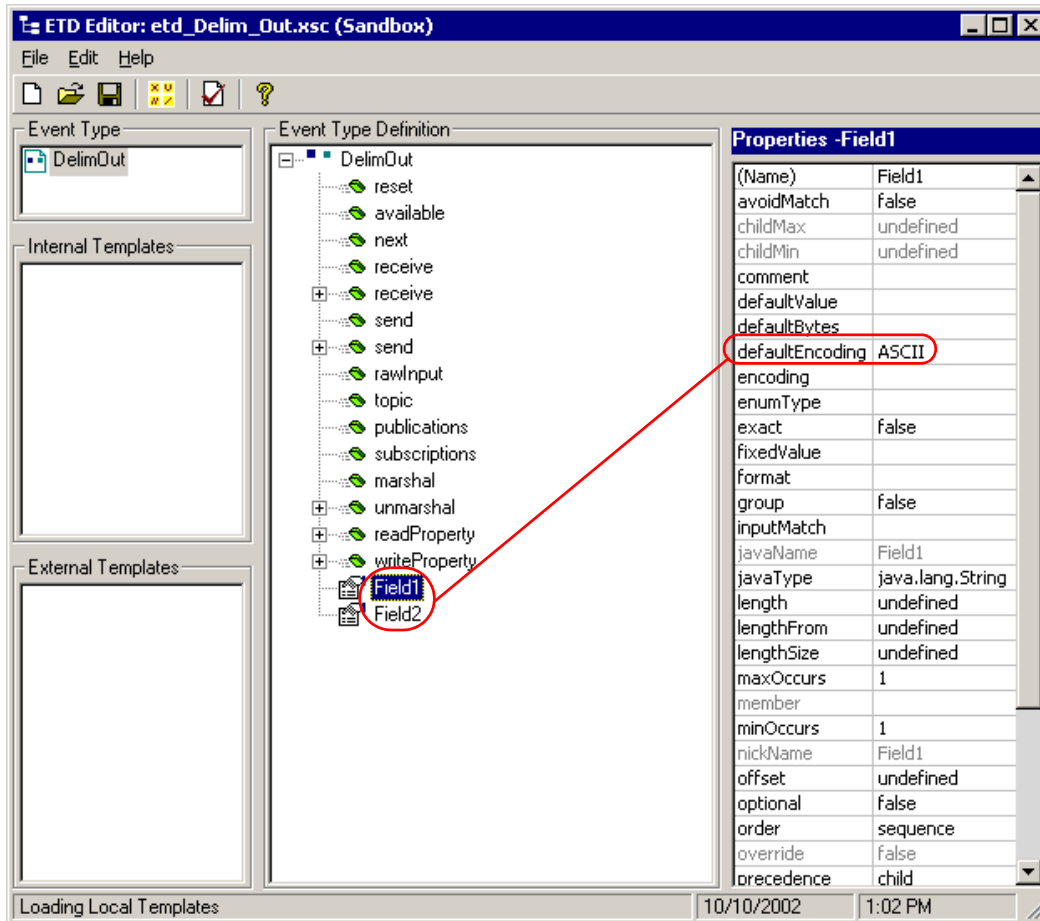 ETD Editor: etd_Delim_Out.xsc (Sandbox)
File Edit Help
Event Type
DelimOut
Internal Templates
External Templates
Event Type Definition
DelimOut
reset
available
next
receive
receive
send
send
rawInput
topic
publications
subscriptions
marshal
unmarshal
readProperty
writeProperty
Field1
Field2
Properties -Field1
(Name) Field1
avoidMatch false
childMax undefined
childMin undefined
comment
defaultValue
defaultBytes
defaultEncoding ASCII
encoding
enumType
exact false
fixedValue
format
group false
inputMatch
javaName Field1
javaType java.lang.String
length undefined
lengthFrom undefined
lengthSize undefined
maxOccurs 1
member
minOccurs 1
nickName Field1
offset undefined
optional false
order sequence
override false
precedence child
Loading Local Templates 10/10/2002 1:02 PM